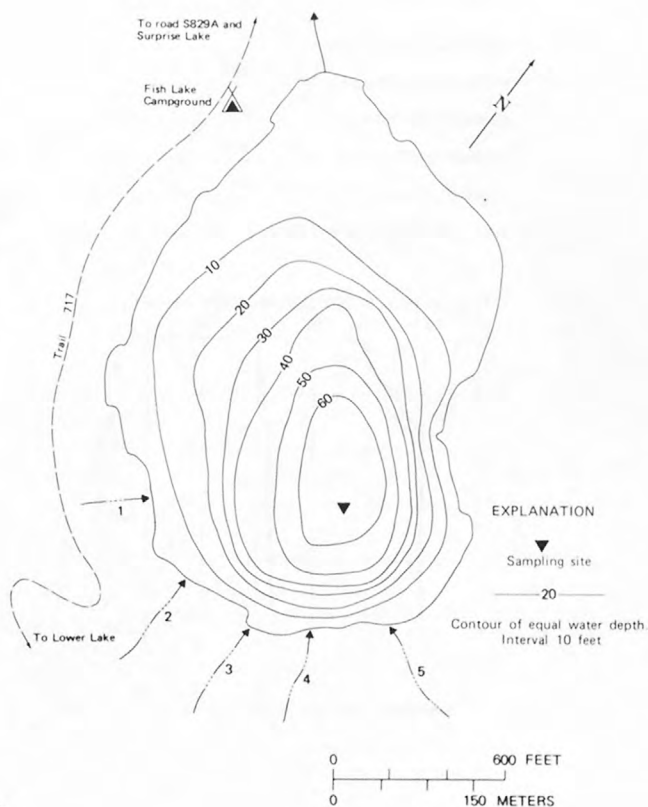 To road S829A and
Surprise Lake
Fish Lake
Campground
N
Trail 717
10
20
30
40
50
60
1
2
3
4
5
To Lower Lake
EXPLANATION
Sampling site
20
Contour of equal water depth.
Interval 10 feet
0 600 FEET
0 150 METERS